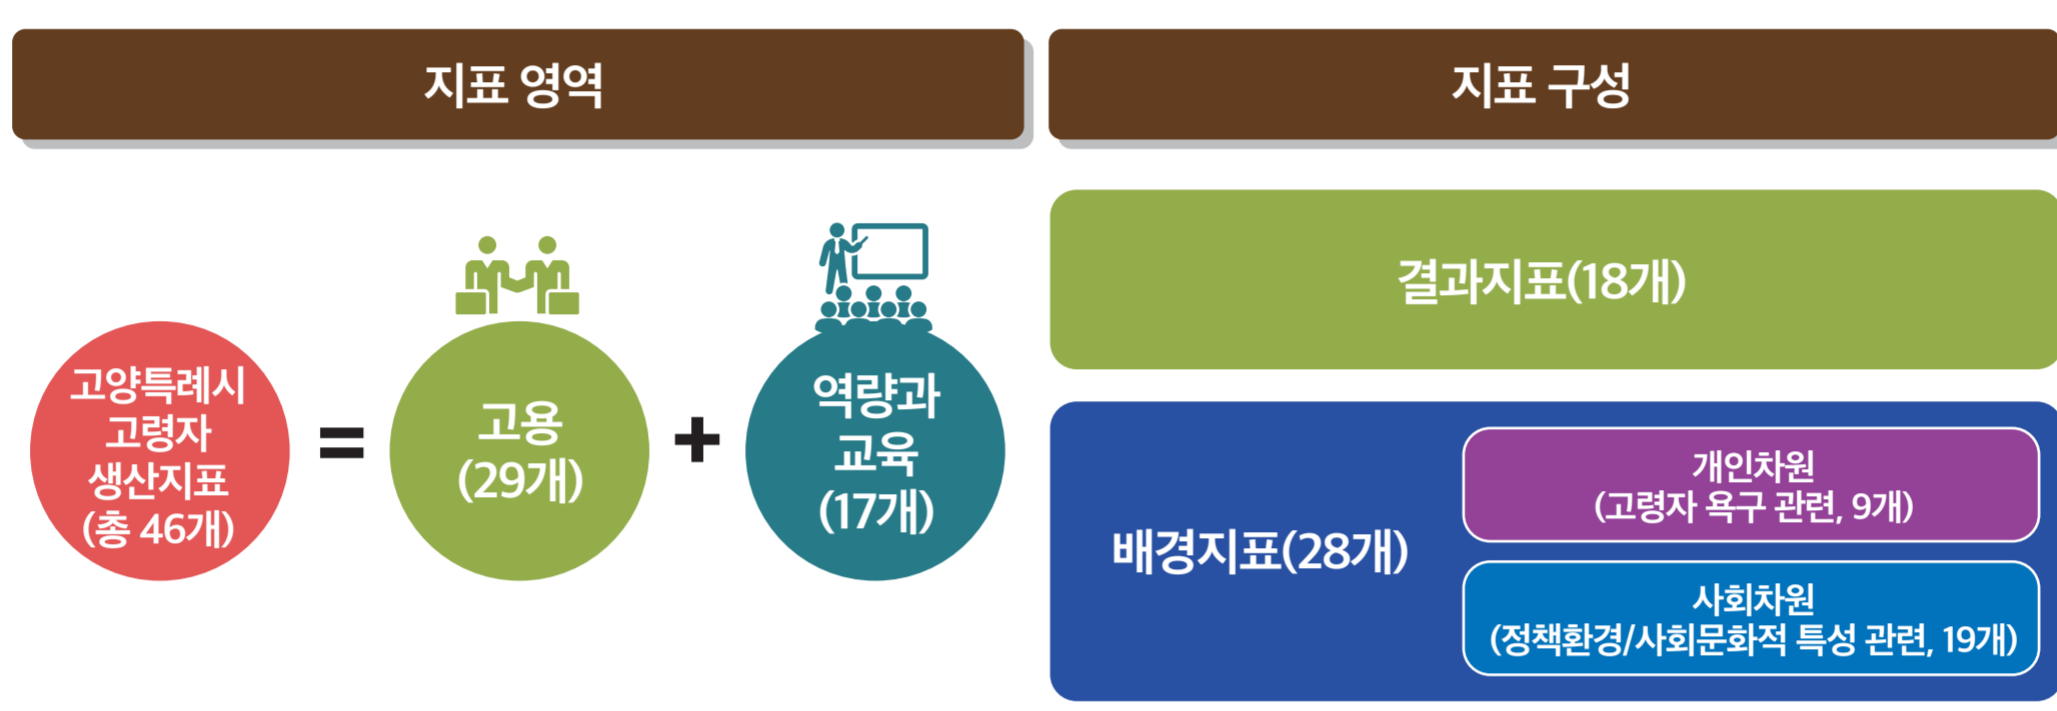 지표 영역
지표 구성
고양특례시
고령자
생산지표
(총 46개)
=
고용
(29개)
+
역량과
교육
(17개)
결과지표(18개)
배경지표(28개)
개인차원
(고령자 욕구 관련, 9개)
사회차원
(정책환경/사회문화적 특성 관련, 19개)